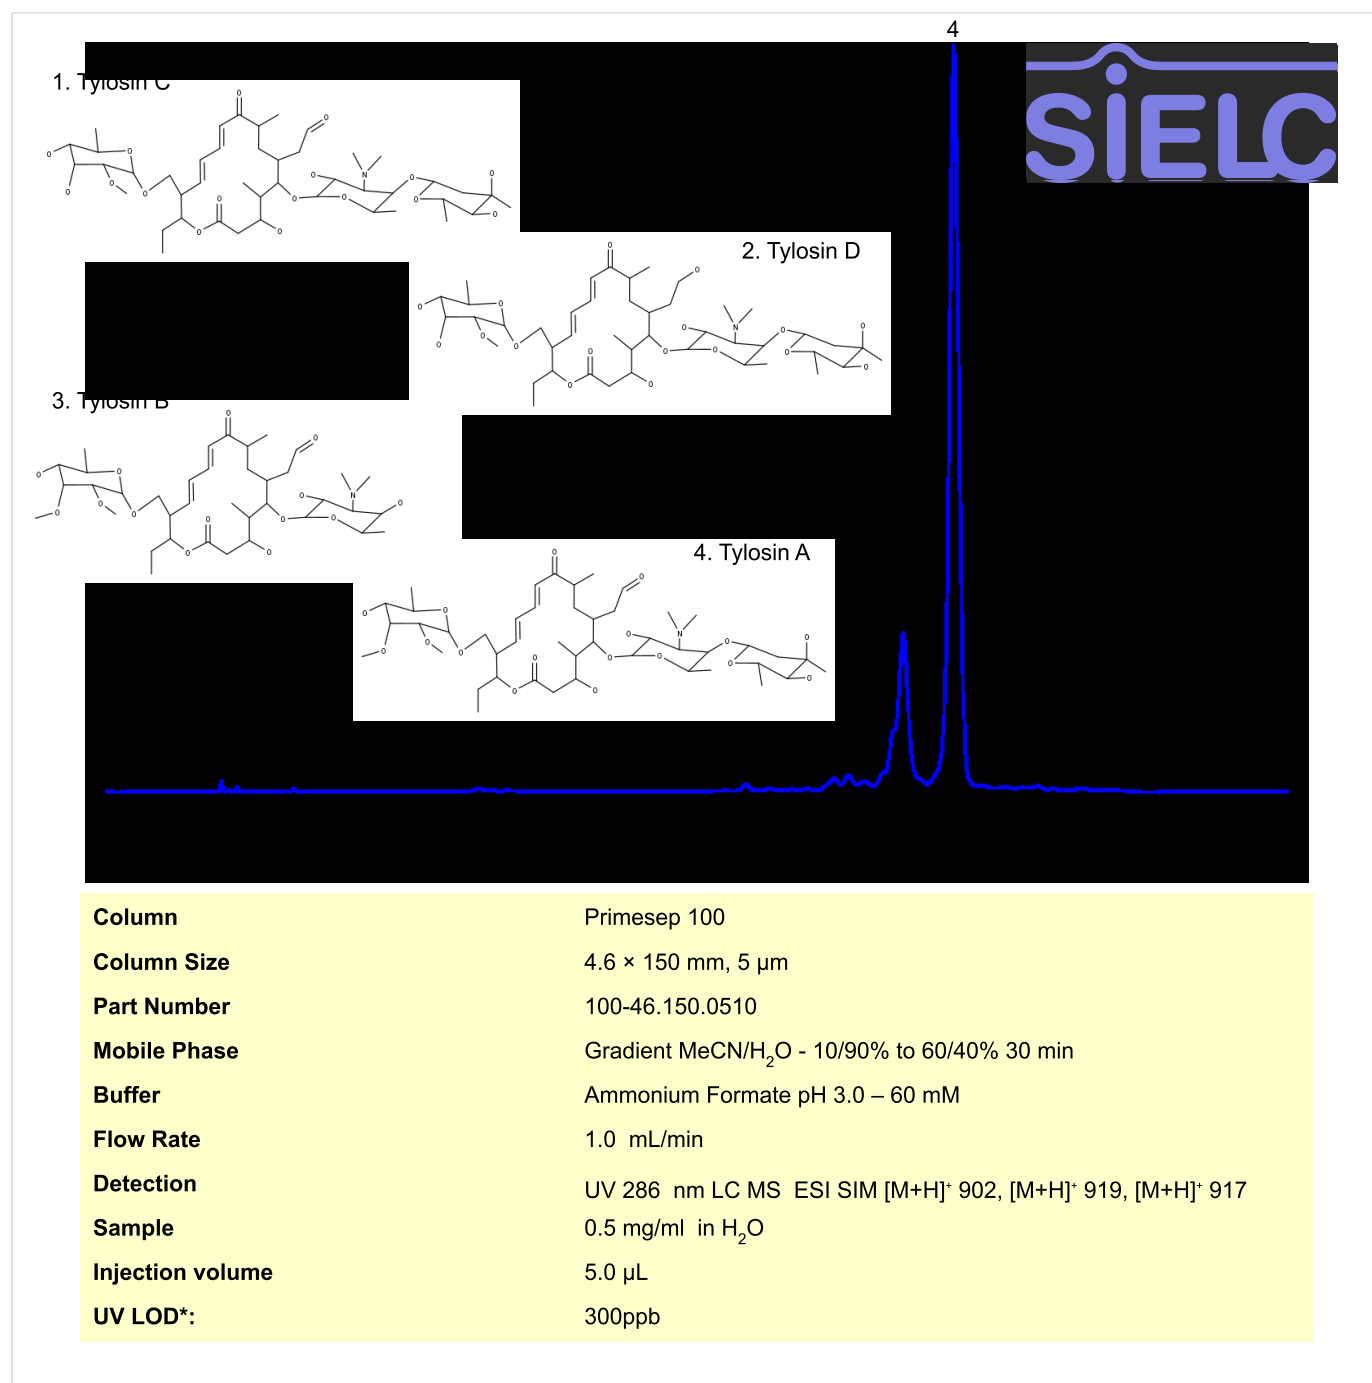 4
SiELC
1. Tylosin C
2. Tylosin D
3. Tylosin B
4. Tylosin A
Column Primesep 100
Column Size 4.6 × 150 mm, 5 µm
Part Number 100-46.150.0510
Mobile Phase Gradient MeCN/H₂O - 10/90% to 60/40% 30 min
Buffer Ammonium Formate pH 3.0 – 60 mM
Flow Rate 1.0 mL/min
Detection UV 286 nm LC MS ESI SIM [M+H]⁺ 902, [M+H]⁺ 919, [M+H]⁺ 917
Sample 0.5 mg/ml in H₂O
Injection volume 5.0 µL
UV LOD*: 300ppb